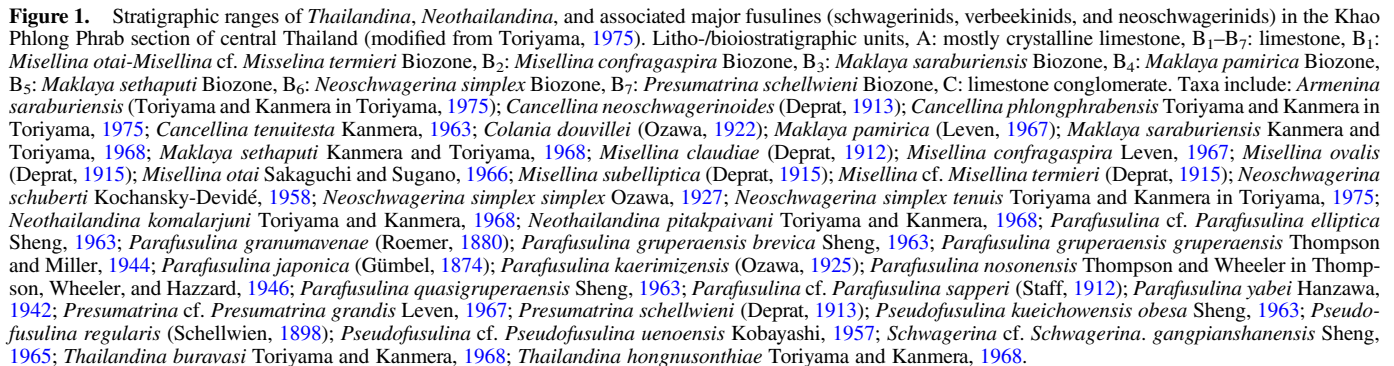 Figure 1. Stratigraphic ranges of Thailandina, Neothailandina, and associated major fusulines (schwagerinids, verbeekinids, and neoschwagerinids) in the Khao
Phlong Phrab section of central Thailand (modified from Toriyama, 1975). Litho-/bioiostratigraphic units, A: mostly crystalline limestone, B₁–B₇: limestone, B₁:
Misellina otai-Misellina cf. Misselina termieri Biozone, B₂: Misellina confragaspira Biozone, B₃: Maklaya saraburiensis Biozone, B₄: Maklaya pamirica Biozone,
B₅: Maklaya sethaputi Biozone, B₆: Neoschwagerina simplex Biozone, B₇: Presumatrina schellwieni Biozone, C: limestone conglomerate. Taxa include: Armenina
saraburiensis (Toriyama and Kanmera in Toriyama, 1975); Cancellina neoschwagerinoides (Deprat, 1913); Cancellina phlongphrabensis Toriyama and Kanmera in
Toriyama, 1975; Cancellina tenuitesta Kanmera, 1963; Colania douvillei (Ozawa, 1922); Maklaya pamirica (Leven, 1967); Maklaya saraburiensis Kanmera and
Toriyama, 1968; Maklaya sethaputi Kanmera and Toriyama, 1968; Misellina claudiae (Deprat, 1912); Misellina confragaspira Leven, 1967; Misellina ovalis
(Deprat, 1915); Misellina otai Sakaguchi and Sugano, 1966; Misellina subelliptica (Deprat, 1915); Misellina cf. Misellina termieri (Deprat, 1915); Neoschwagerina
schuberti Kochansky-Devidé, 1958; Neoschwagerina simplex simplex Ozawa, 1927; Neoschwagerina simplex tenuis Toriyama and Kanmera in Toriyama, 1975;
Neothailandina komalarjuni Toriyama and Kanmera, 1968; Neothailandina pitakpaivani Toriyama and Kanmera, 1968; Parafusulina cf. Parafusulina elliptica
Sheng, 1963; Parafusulina granumavenae (Roemer, 1880); Parafusulina gruperaensis brevica Sheng, 1963; Parafusulina gruperaensis gruperaensis Thompson
and Miller, 1944; Parafusulina japonica (Gümbel, 1874); Parafusulina kaerimizensis (Ozawa, 1925); Parafusulina nosonensis Thompson and Wheeler in Thomp-
son, Wheeler, and Hazzard, 1946; Parafusulina quasigruperaensis Sheng, 1963; Parafusulina cf. Parafusulina sapperi (Staff, 1912); Parafusulina yabei Hanzawa,
1942; Presumatrina cf. Presumatrina grandis Leven, 1967; Presumatrina schellwieni (Deprat, 1913); Pseudofusulina kueichowensis obesa Sheng, 1963; Pseudo-
fusulina regularis (Schellwien, 1898); Pseudofusulina cf. Pseudofusulina uenoensis Kobayashi, 1957; Schwagerina cf. Schwagerina. gangpianshanensis Sheng,
1965; Thailandina buravasi Toriyama and Kanmera, 1968; Thailandina hongnusonthiae Toriyama and Kanmera, 1968.